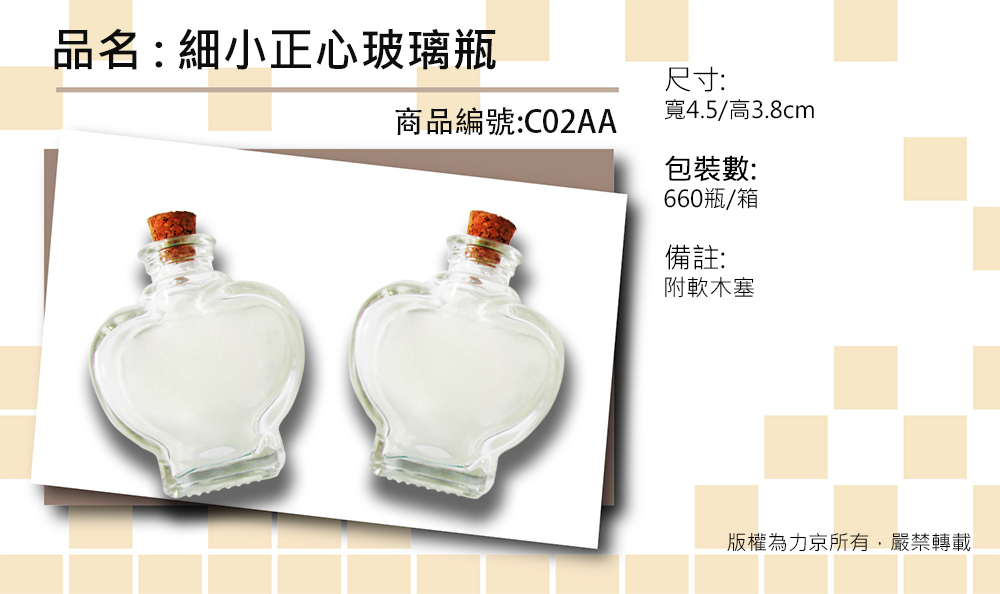 品名：細小正心玻璃瓶
商品編號:C02AA
尺寸:
寬4.5/高3.8cm
包裝數:
660瓶/箱
備註:
附軟木塞
版權為力京所有，嚴禁轉載